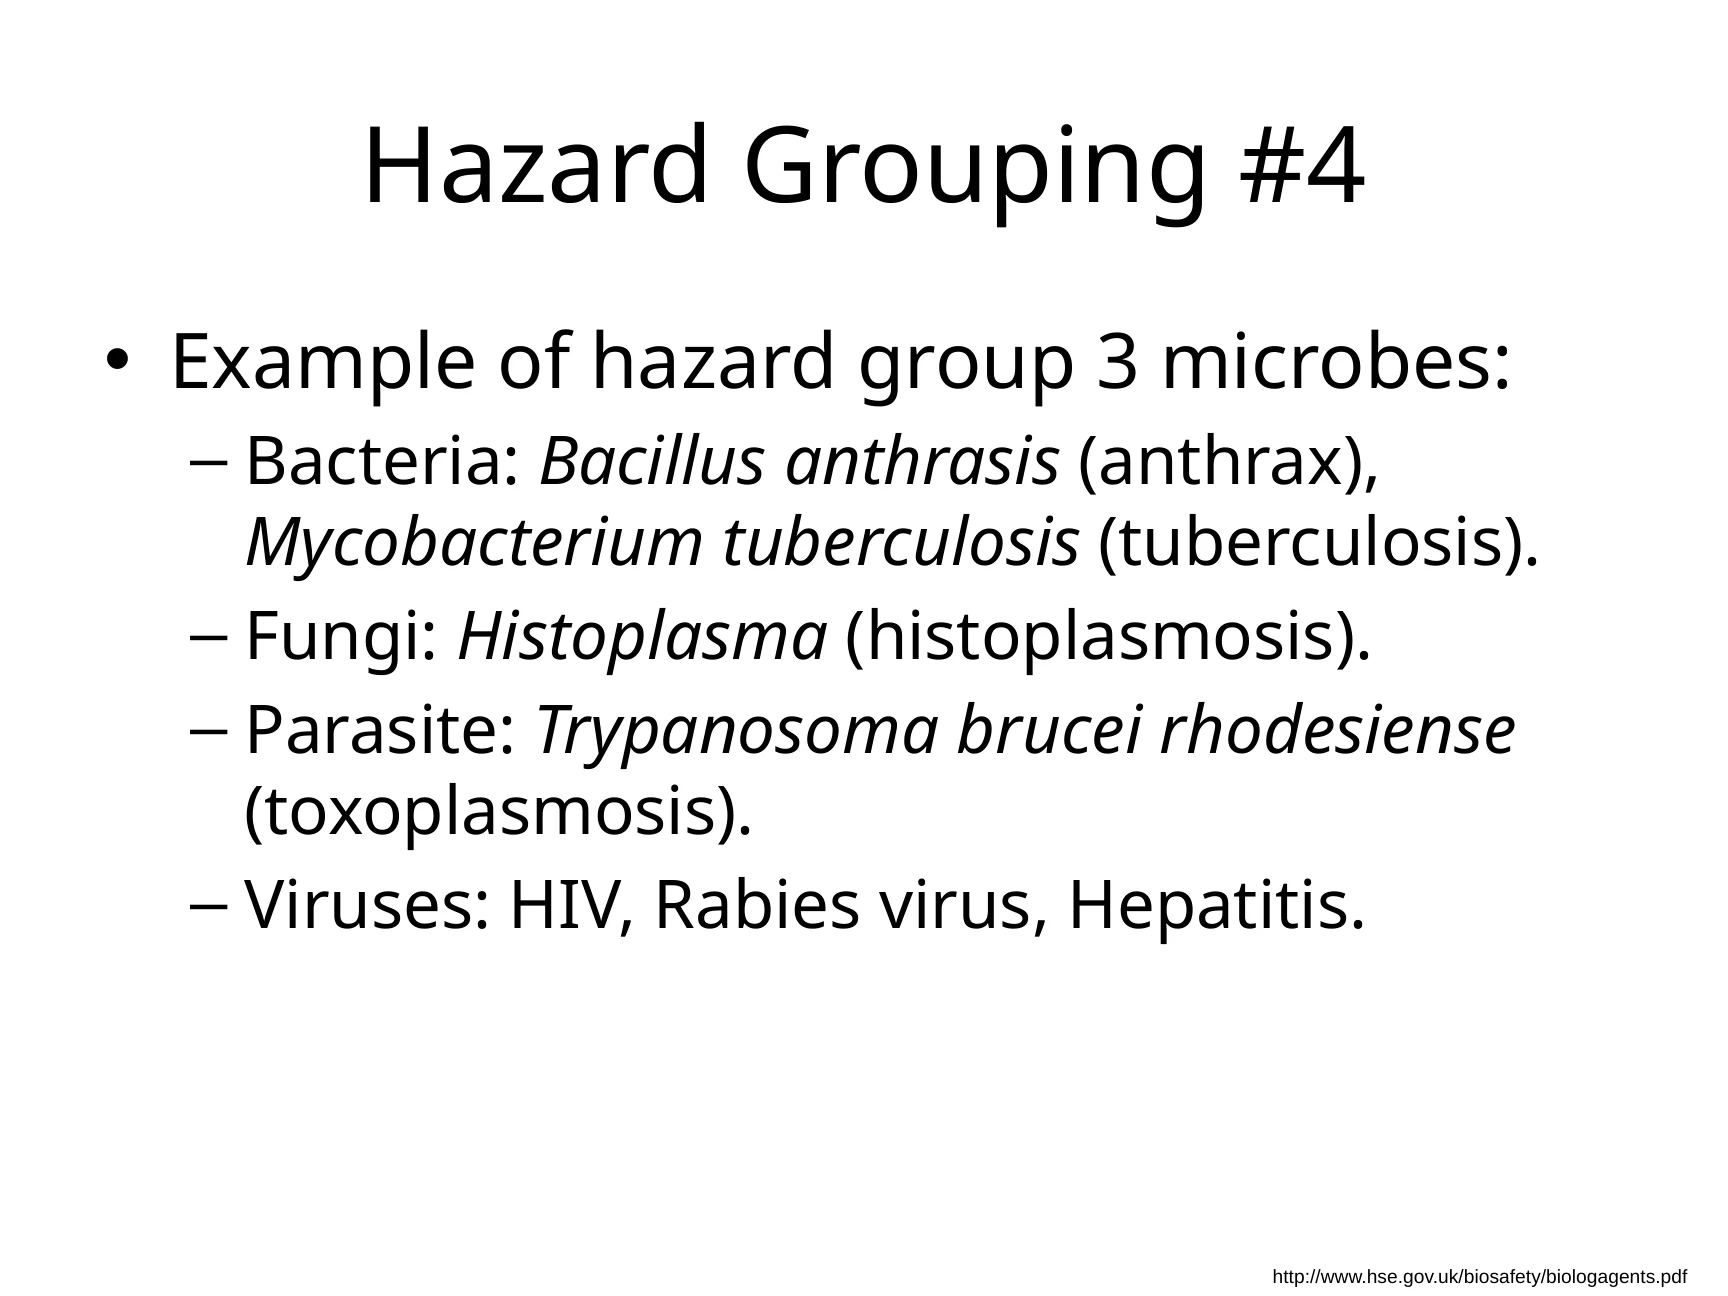 Hazard Grouping #4
• Example of hazard group 3 microbes:
– Bacteria: Bacillus anthrasis (anthrax),
Mycobacterium tuberculosis (tuberculosis).
– Fungi: Histoplasma (histoplasmosis).
– Parasite: Trypanosoma brucei rhodesiense
(toxoplasmosis).
– Viruses: HIV, Rabies virus, Hepatitis.
http://www.hse.gov.uk/biosafety/biologagents.pdf